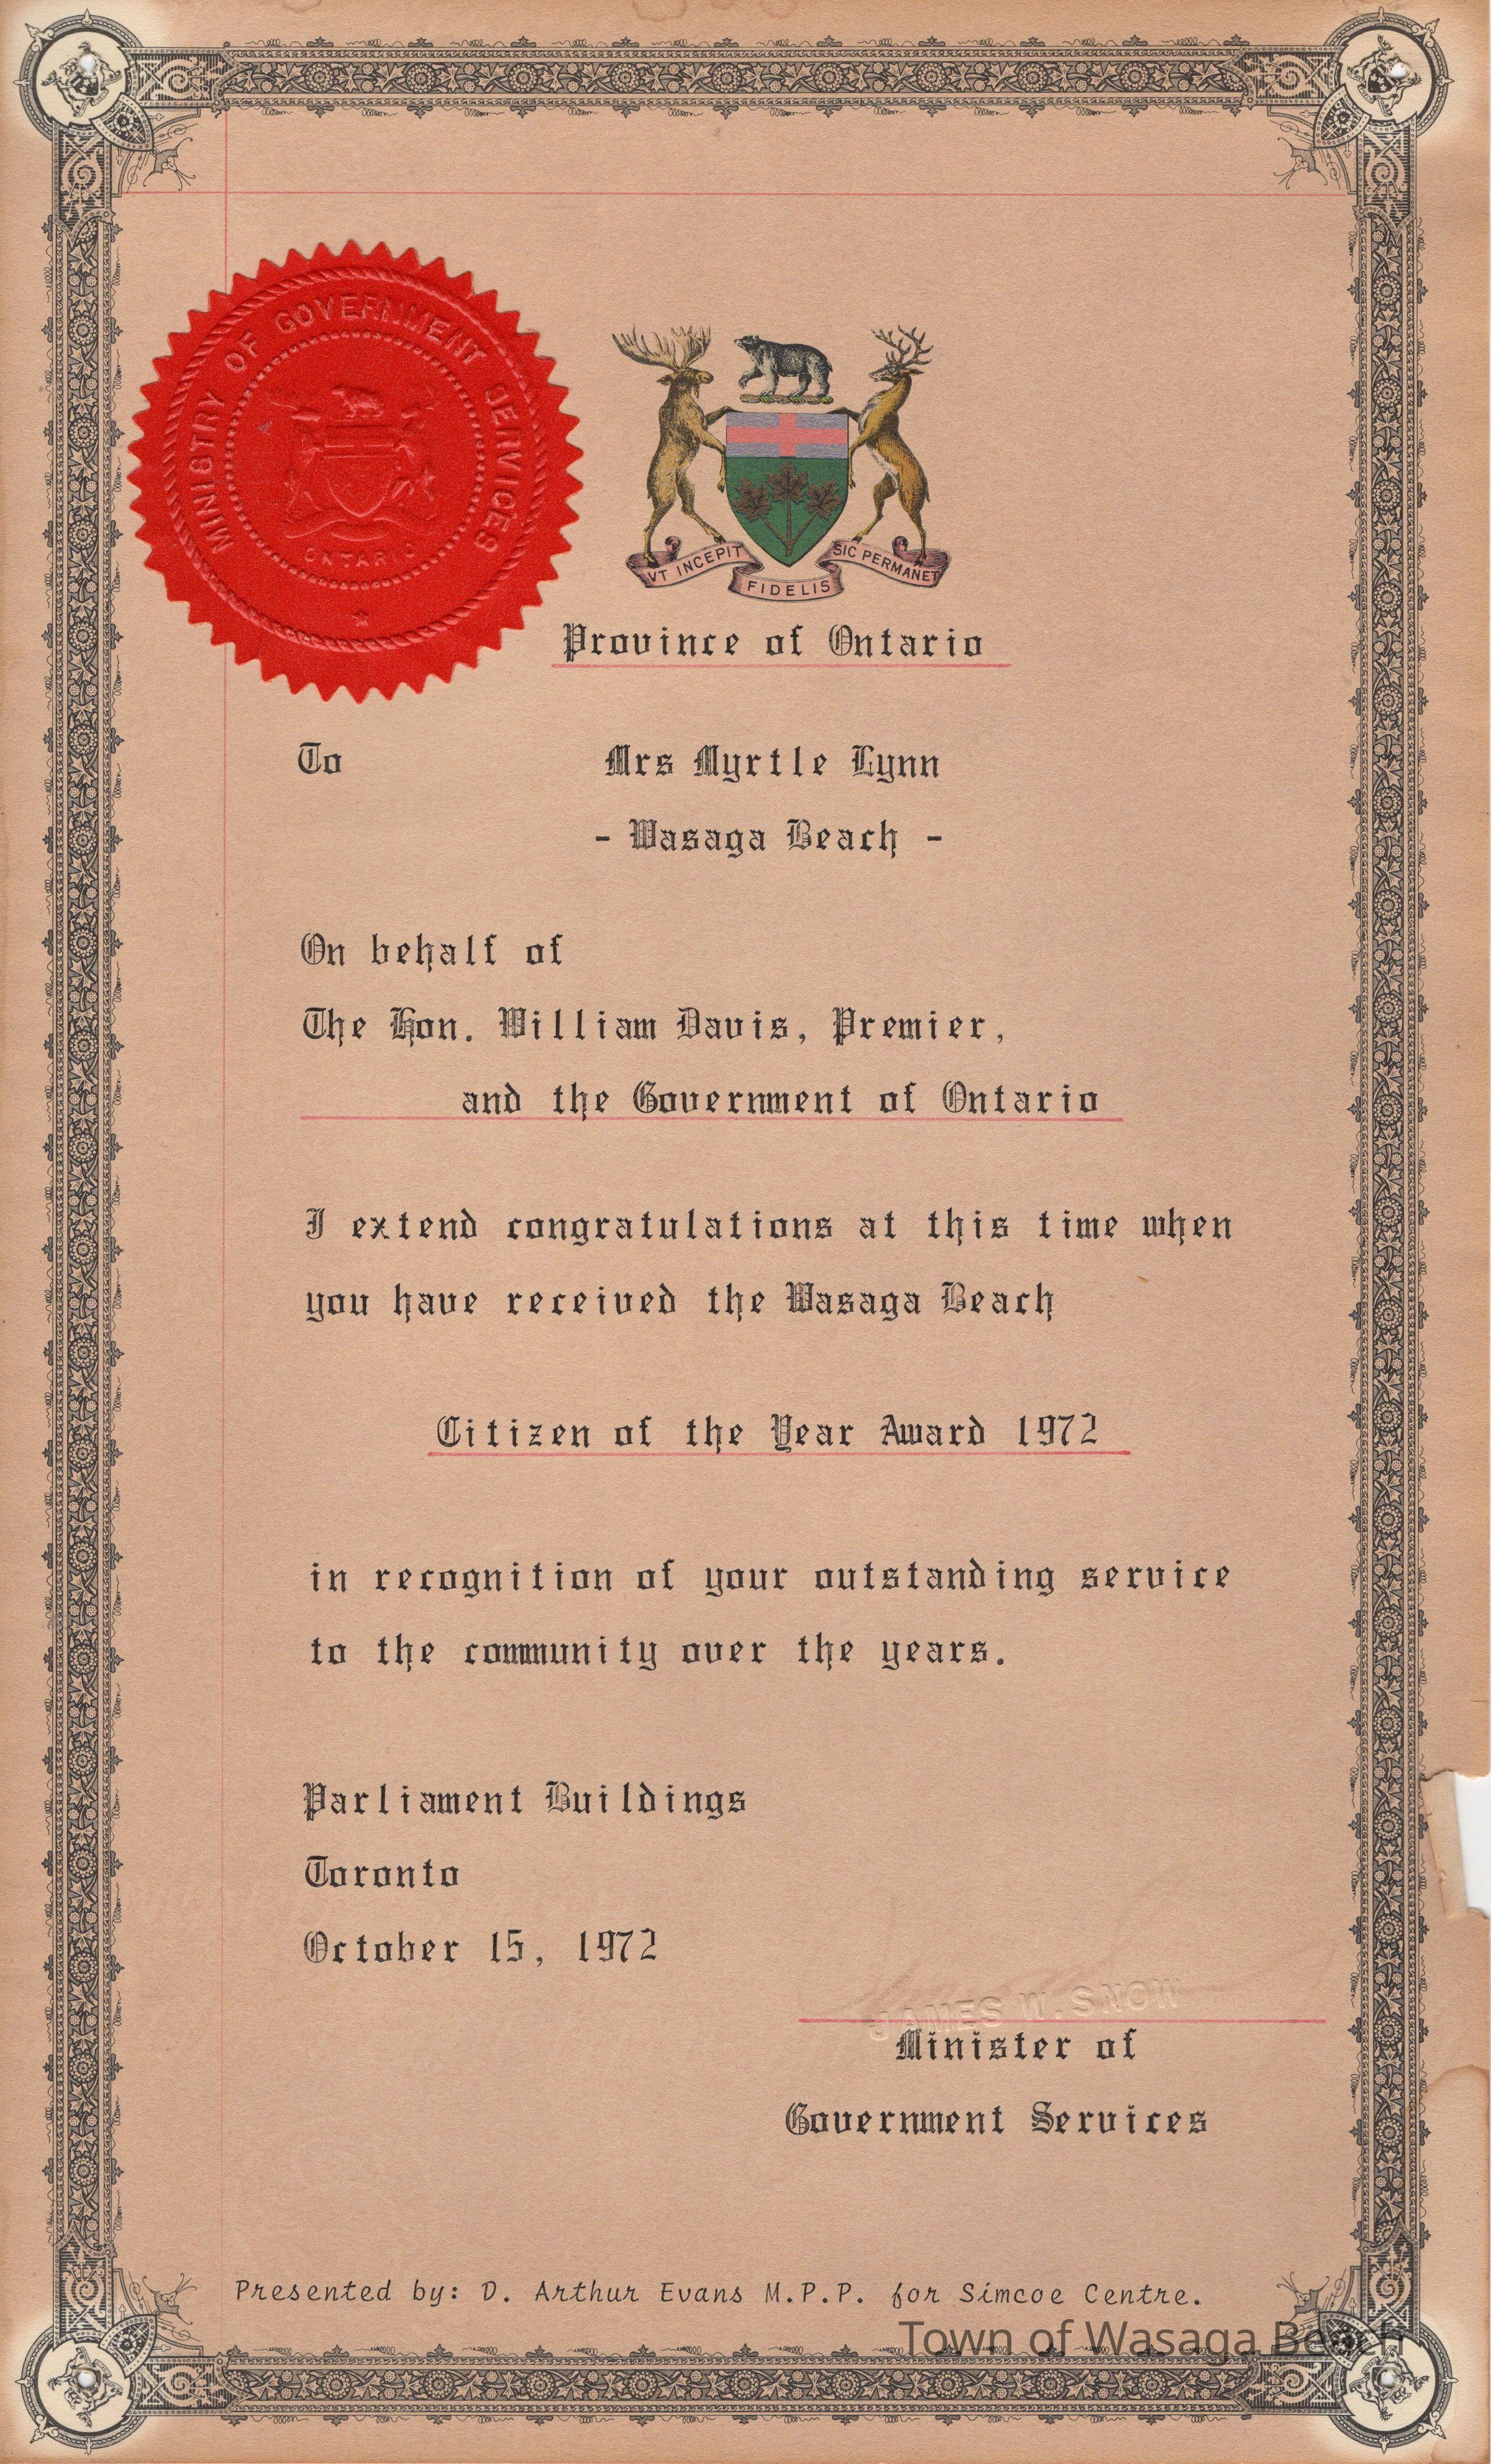 MINISTRY OF GOVERNMENT SERVICES
ONTARIO
VT INCEPIT
FIDELIS
SIC PERMANET
Province of Ontario
To Mrs Myrtle Lynn
- Wasaga Beach -
On behalf of
The Hon. William Davis, Premier,
and the Government of Ontario
I extend congratulations at this time when
you have received the Wasaga Beach
Citizen of the Year Award 1972
in recognition of your outstanding service
to the community over the years.
Parliament Buildings
Toronto
October 15, 1972
JAMES W. SNOW
Minister of
Government Services
Presented by: D. Arthur Evans M.P.P. for Simcoe Centre.
Town of Wasaga Beach